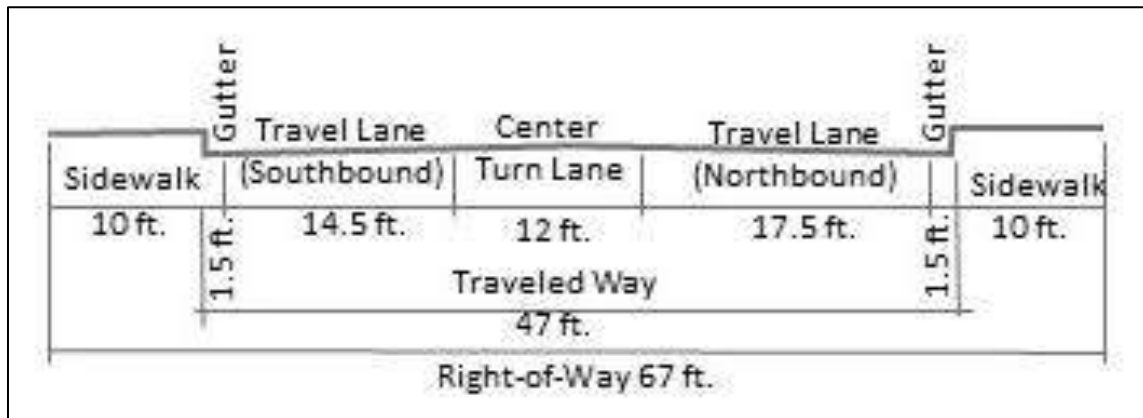 Gutter
Gutter
Travel Lane
Center
Travel Lane
Sidewalk
(Southbound)
Turn Lane
(Northbound)
Sidewalk
10 ft.
1.5 ft.
14.5 ft.
12 ft.
17.5 ft.
1.5 ft.
10 ft.
Traveled Way
47 ft.
Right-of-Way 67 ft.